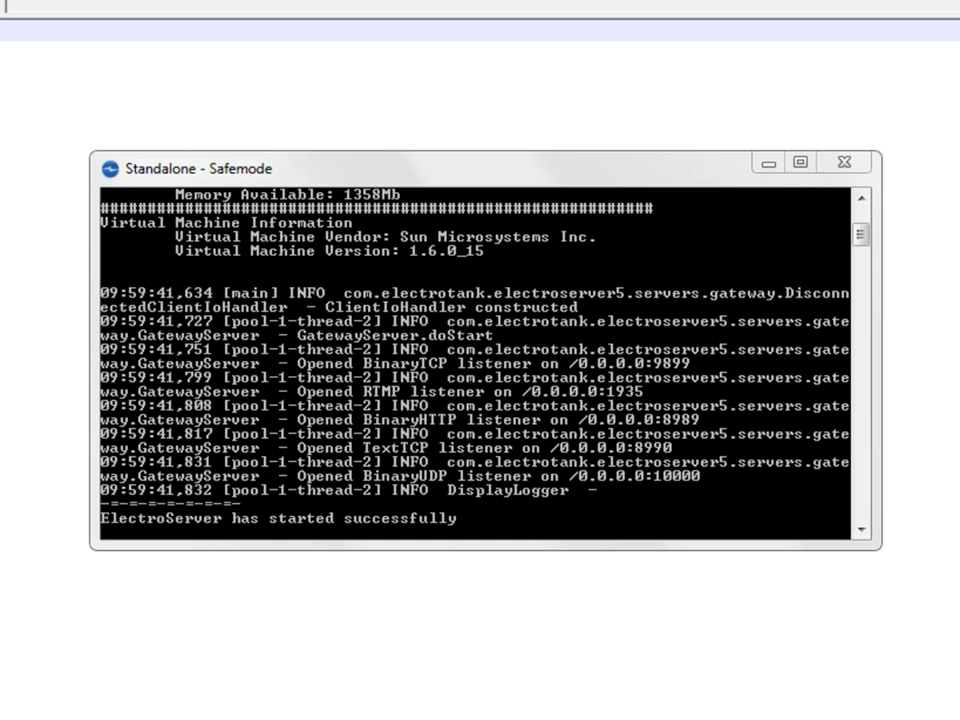 Standalone - Safemode
Memory Available: 1358Mb
###########################################################
Virtual Machine Information
Virtual Machine Vendor: Sun Microsystems Inc.
Virtual Machine Version: 1.6.0_15
09:59:41,634 [main] INFO  com.electrotank.electroserver5.servers.gateway.Disconn
ectedClientIoHandler  - ClientIoHandler constructed
09:59:41,727 [pool-1-thread-2] INFO  com.electrotank.electroserver5.servers.gate
way.GatewayServer  - GatewayServer.doStart
09:59:41,751 [pool-1-thread-2] INFO  com.electrotank.electroserver5.servers.gate
way.GatewayServer  - Opened BinaryTCP listener on /0.0.0.0:9899
09:59:41,799 [pool-1-thread-2] INFO  com.electrotank.electroserver5.servers.gate
way.GatewayServer  - Opened RTMP listener on /0.0.0.0:1935
09:59:41,808 [pool-1-thread-2] INFO  com.electrotank.electroserver5.servers.gate
way.GatewayServer  - Opened BinaryHTTP listener on /0.0.0.0:8989
09:59:41,817 [pool-1-thread-2] INFO  com.electrotank.electroserver5.servers.gate
way.GatewayServer  - Opened TextTCP listener on /0.0.0.0:8990
09:59:41,831 [pool-1-thread-2] INFO  com.electrotank.electroserver5.servers.gate
way.GatewayServer  - Opened BinaryUDP listener on /0.0.0.0:10000
09:59:41,832 [pool-1-thread-2] INFO  DisplayLogger  -
-=-=-=-=-=-=-=-
ElectroServer has started successfully